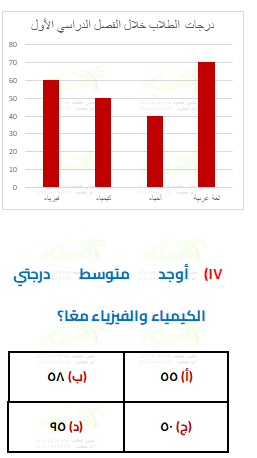 درجات الطلاب خلال الفصل الدراسي الأول
80
70
60
50
40
30
20
10
0
فيزياء كيمياء أحياء لغة عربية
١٧) أوجد متوسط درجتي
الكيمياء والفيزياء معًا؟
(أ) ٥٥ (ب) ٥٨
(ج) ٥٠ (د) ٩٥